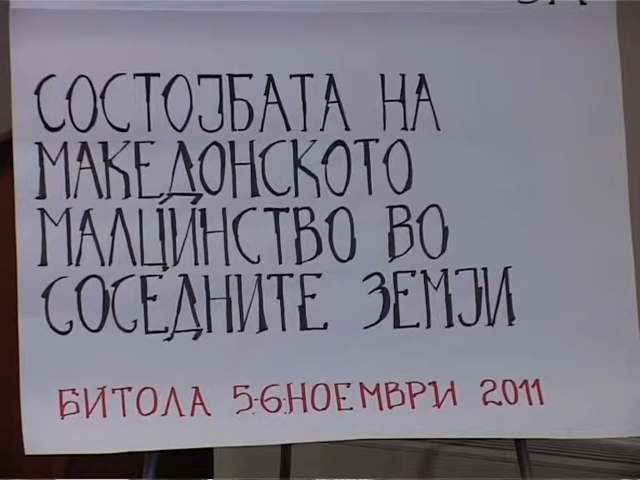 СОСТОЈБАТА НА
МАКЕДОНСКОТО
МАЛЦИНСТВО ВО
СОСЕДНИТЕ ЗЕМЈИ
БИТОЛА 5-6.НОЕМВРИ 2011